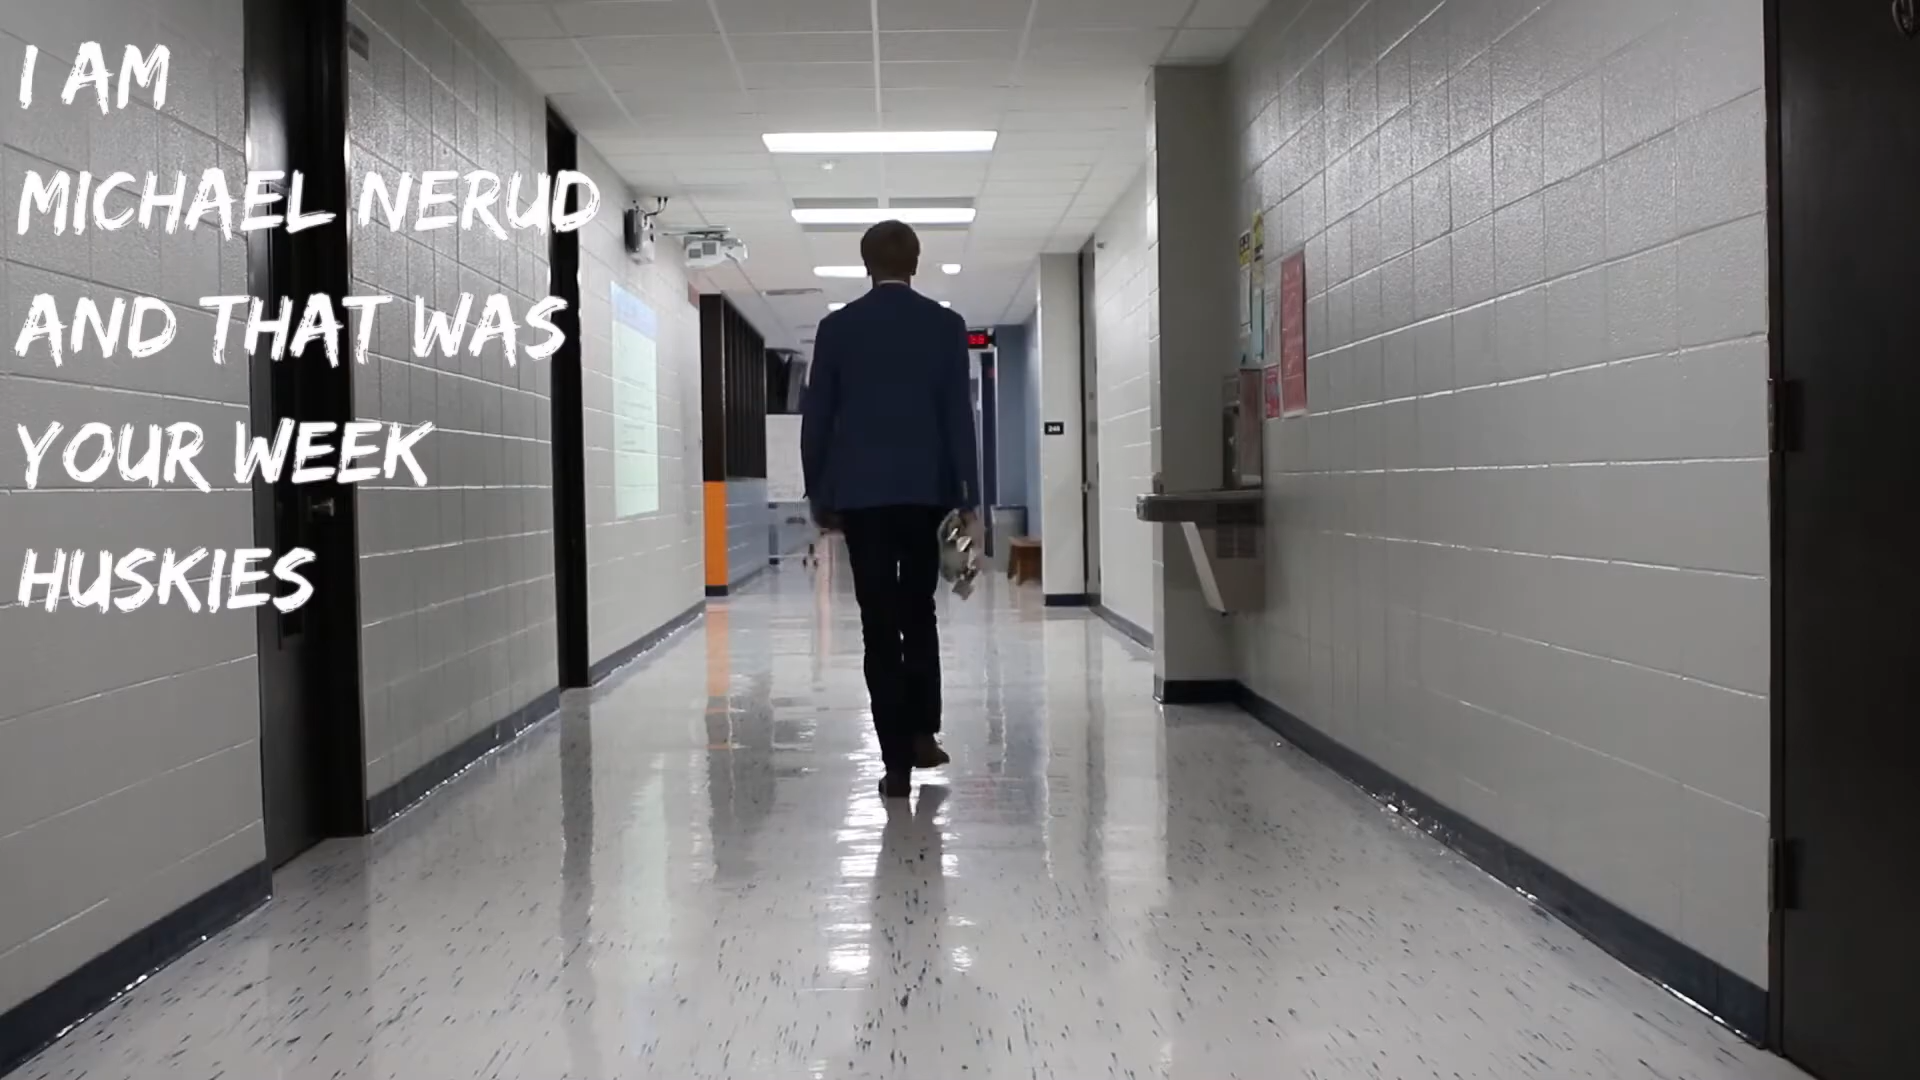 I AM
MICHAEL NERUD
AND THAT WAS
YOUR WEEK
HUSKIES